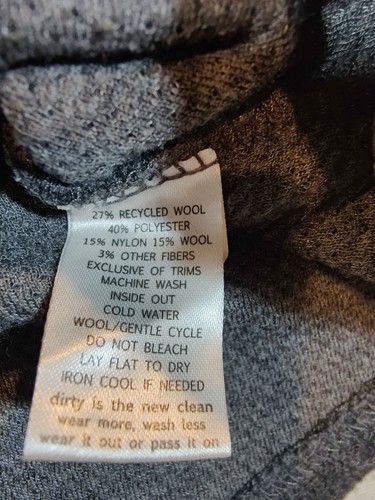 27% RECYCLED WOOL
40% POLYESTER
15% NYLON 15% WOOL
3% OTHER FIBERS
EXCLUSIVE OF TRIMS
MACHINE WASH
INSIDE OUT
COLD WATER
WOOL/GENTLE CYCLE
DO NOT BLEACH
LAY FLAT TO DRY
IRON COOL IF NEEDED
dirty is the new clean
wear more, wash less
wear it out or pass it on